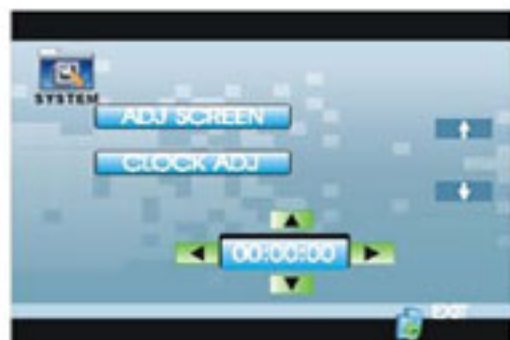 SYSTEM
ADJ SCREEN
CLOCK ADJ
00:00:00
EXIT